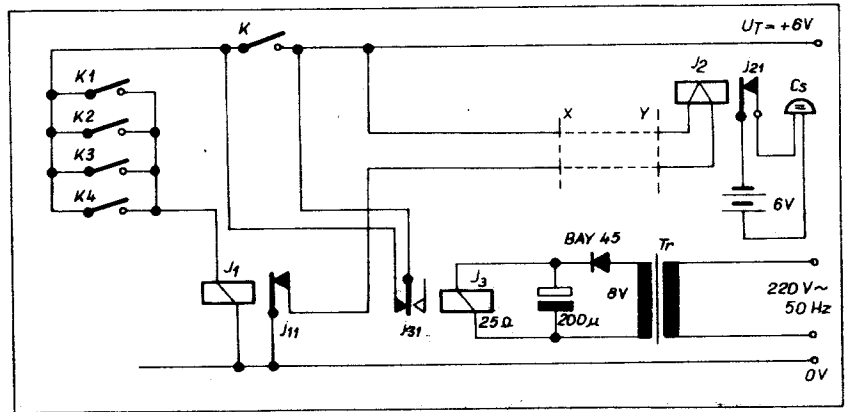 K
U_T = +6V
K1
K2
K3
K4
J2
j21
Cs
X
Y
6V
BAY 45
Tr
J1
j11
j31
J3
25Ω
200μ
8V
220 V~
50 Hz
0V